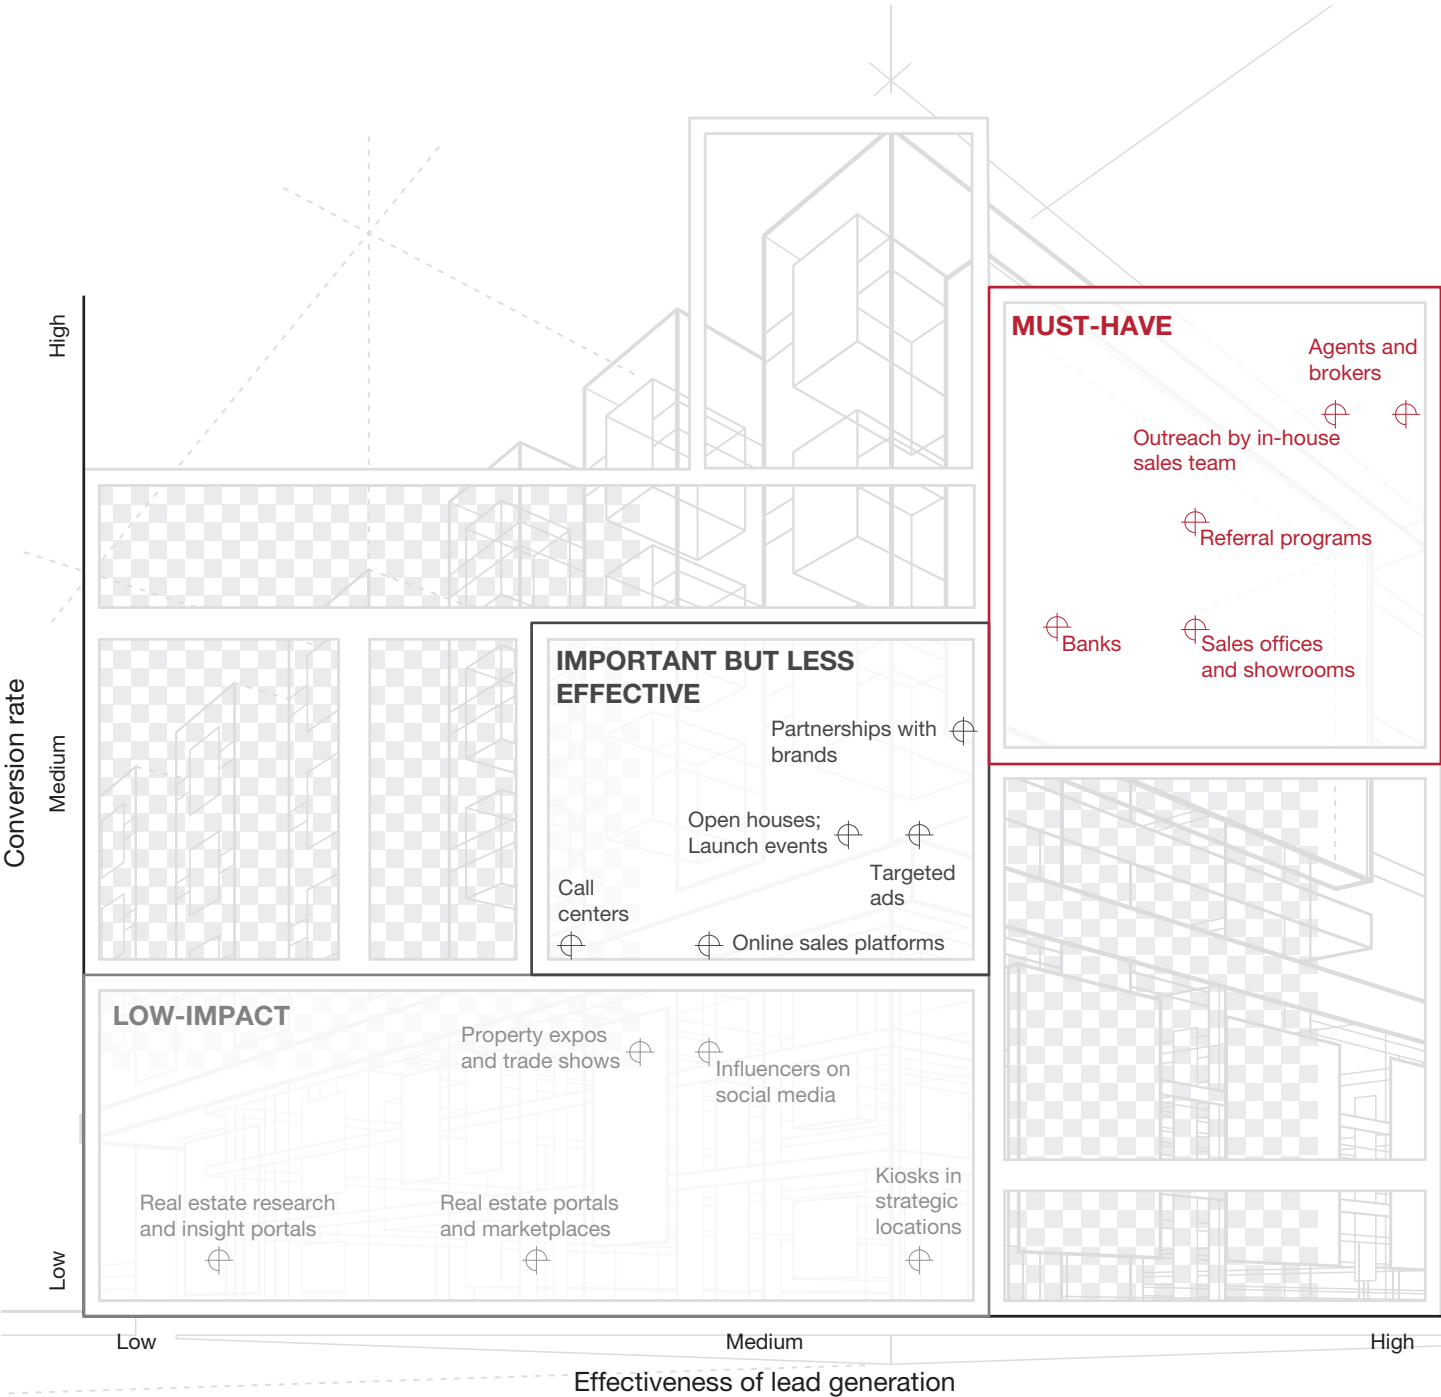 High
MUST-HAVE
Agents and
brokers
Outreach by in-house
sales team
Referral programs
Banks
Sales offices
and showrooms
Conversion rate
Medium
IMPORTANT BUT LESS
EFFECTIVE
Partnerships with
brands
Open houses;
Launch events
Targeted
ads
Call
centers
Online sales platforms
LOW-IMPACT
Property expos
and trade shows
Influencers on
social media
Real estate research
and insight portals
Real estate portals
and marketplaces
Kiosks in
strategic
locations
Low
Low
Medium
High
Effectiveness of lead generation